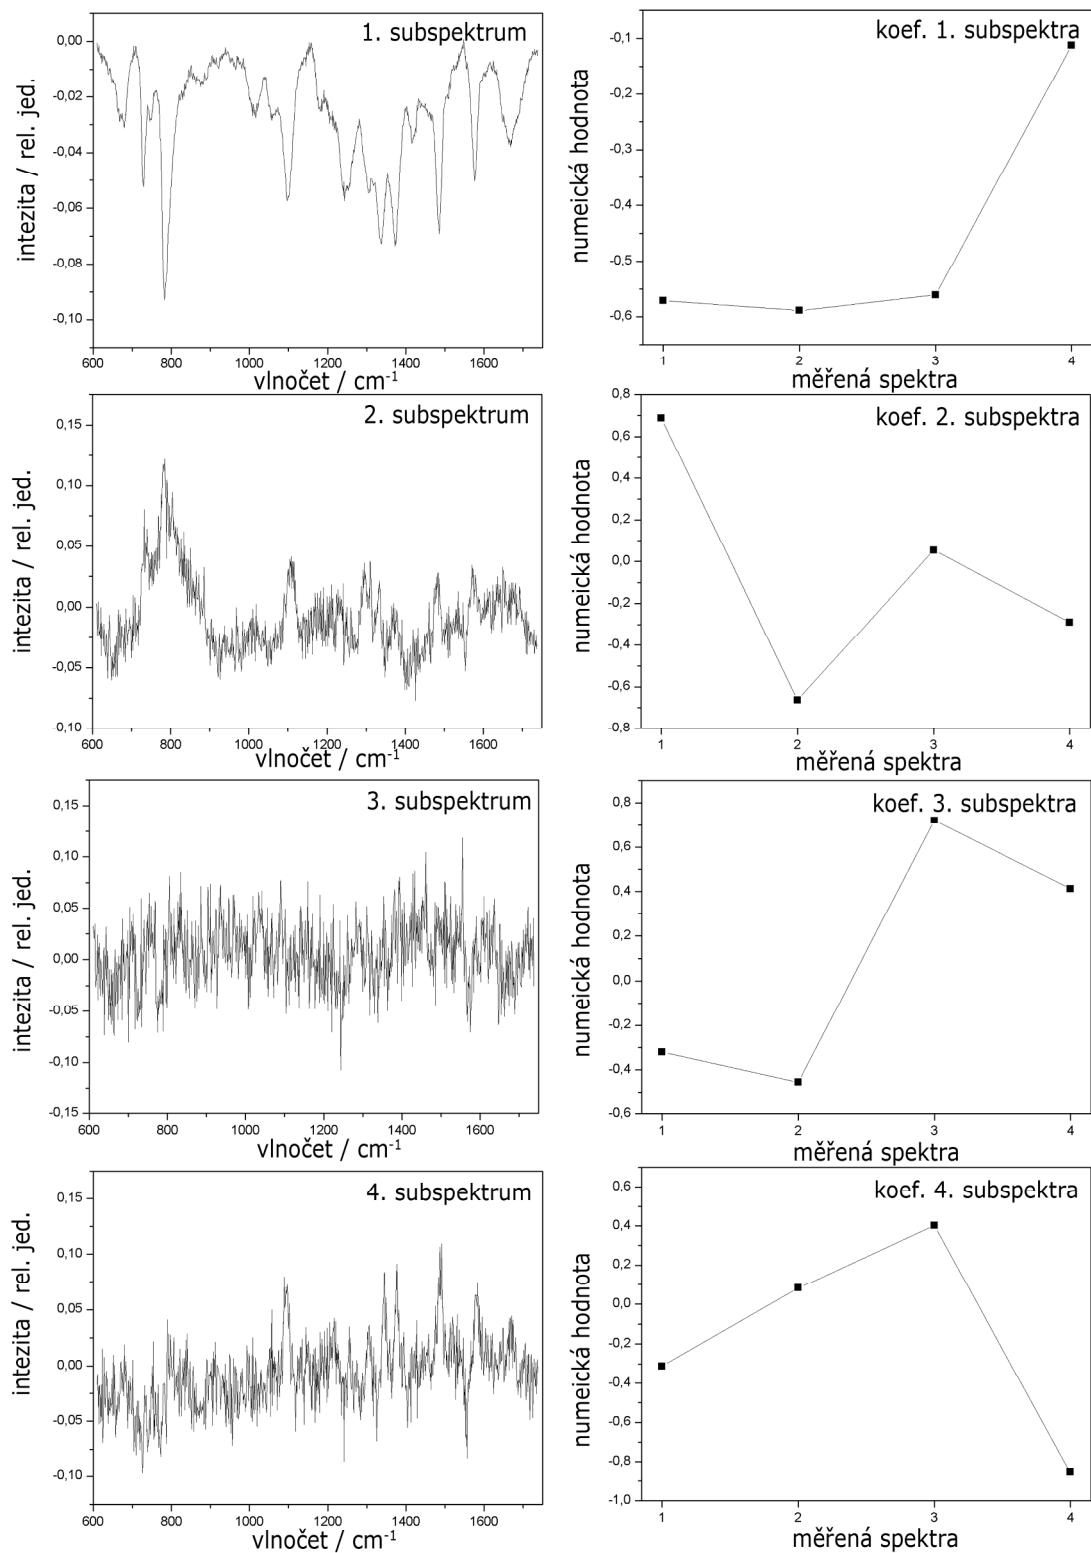 1. subspektrum
intezita / rel. jed.
0,00
-0,02
-0,04
-0,06
-0,08
-0,10
600 800 1000 1200 1400 1600
vlnočet / cm⁻¹
koef. 1. subspektra
numeická hodnota
-0,1
-0,2
-0,3
-0,4
-0,5
-0,6
1 2 3 4
měřená spektra
2. subspektrum
intezita / rel. jed.
0,15
0,10
0,05
0,00
-0,05
-0,10
600 800 1000 1200 1400 1600
vlnočet / cm⁻¹
koef. 2. subspektra
numeická hodnota
0,8
0,6
0,4
0,2
0,0
-0,2
-0,4
-0,6
-0,8
1 2 3 4
měřená spektra
3. subspektrum
intezita / rel. jed.
0,15
0,10
0,05
0,00
-0,05
-0,10
-0,15
600 800 1000 1200 1400 1600
vlnočet / cm⁻¹
koef. 3. subspektra
numeická hodnota
0,8
0,6
0,4
0,2
0,0
-0,2
-0,4
-0,6
1 2 3 4
měřená spektra
4. subspektrum
intezita / rel. jed.
0,15
0,10
0,05
0,00
-0,05
-0,10
600 800 1000 1200 1400 1600
vlnočet / cm⁻¹
koef. 4. subspektra
numeická hodnota
0,6
0,4
0,2
0,0
-0,2
-0,4
-0,6
-0,8
-1,0
1 2 3 4
měřená spektra